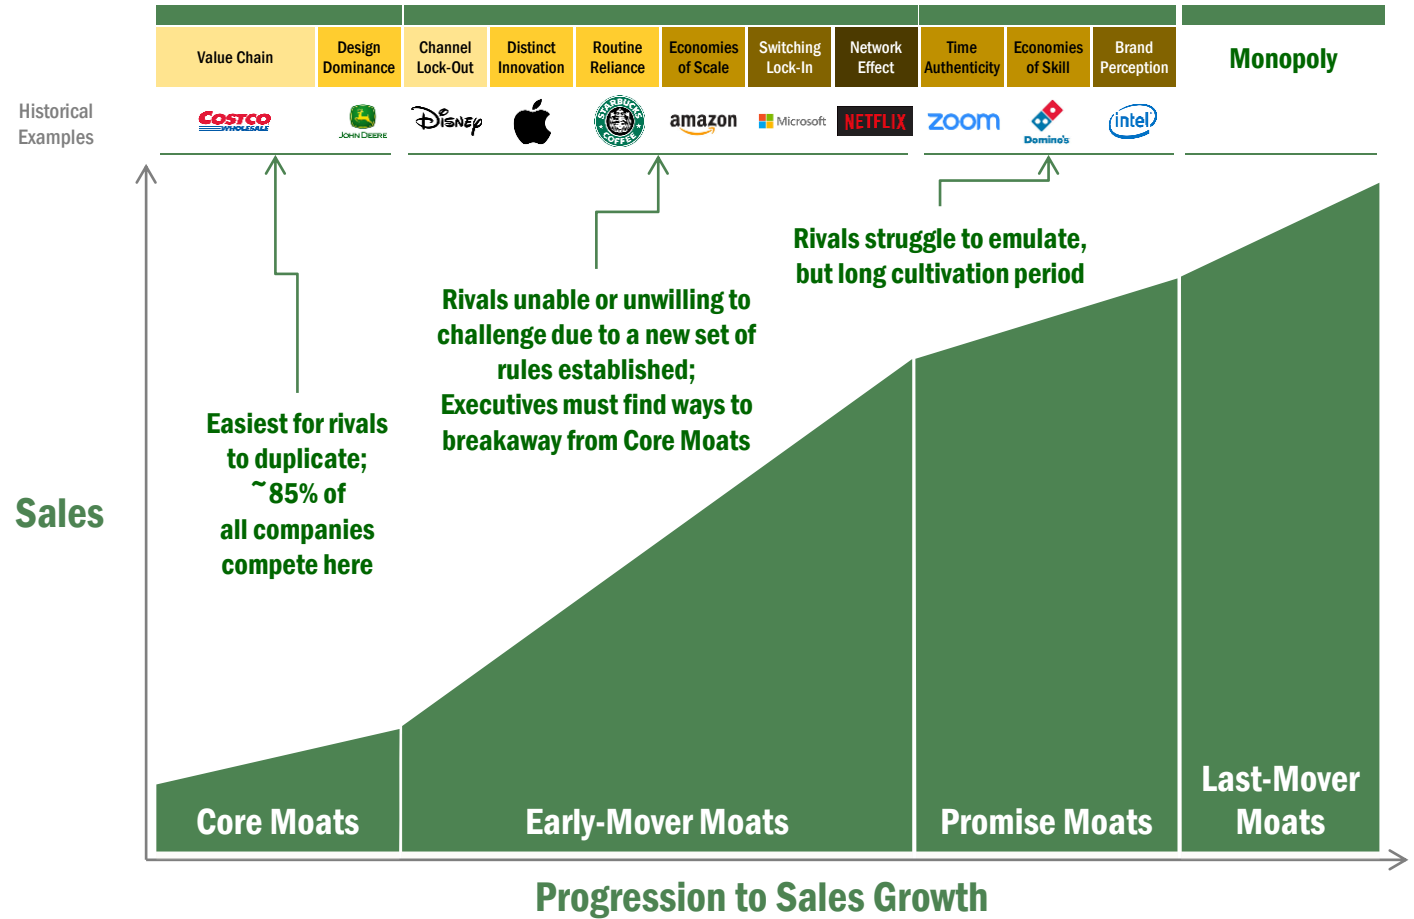 Value Chain
Design
Dominance
Channel
Lock-Out
Distinct
Innovation
Routine
Reliance
Economies
of Scale
Switching
Lock-In
Network
Effect
Time
Authenticity
Economies
of Skill
Brand
Perception
Monopoly
Historical
Examples
COSTCO
WHOLESALE
JOHN DEERE
Disney
STARBUCKS
COFFEE
amazon
Microsoft
NETFLIX
zoom
Domino's
intel
Rivals struggle to emulate,
but long cultivation period
Rivals unable or unwilling to
challenge due to a new set of
rules established;
Executives must find ways to
breakaway from Core Moats
Easiest for rivals
to duplicate;
~85% of
all companies
compete here
Sales
Core Moats
Early-Mover Moats
Promise Moats
Last-Mover
Moats
Progression to Sales Growth